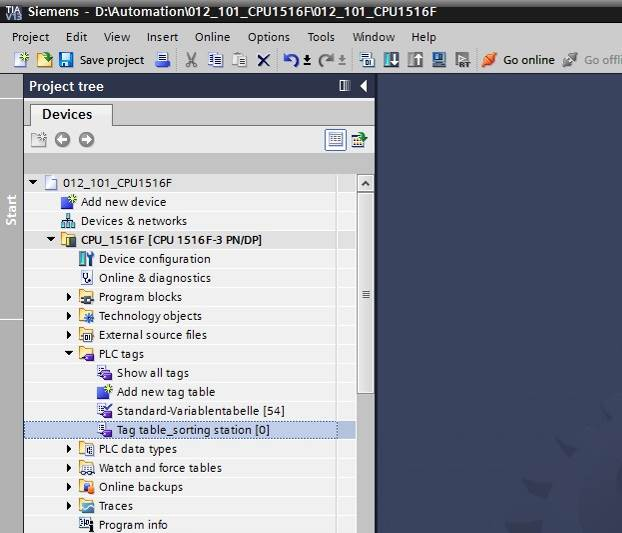 TIA V13 Siemens - D:\Automation\012_101_CPU1516F\012_101_CPU1516F
Project Edit View Insert Online Options Tools Window Help
Save project Go online Go offli
Project tree
Devices
Start
012_101_CPU1516F
Add new device
Devices & networks
CPU_1516F [CPU 1516F-3 PN/DP]
Device configuration
Online & diagnostics
Program blocks
Technology objects
External source files
PLC tags
Show all tags
Add new tag table
Standard-Variablentabelle [54]
Tag table_sorting station [0]
PLC data types
Watch and force tables
Online backups
Traces
Program info